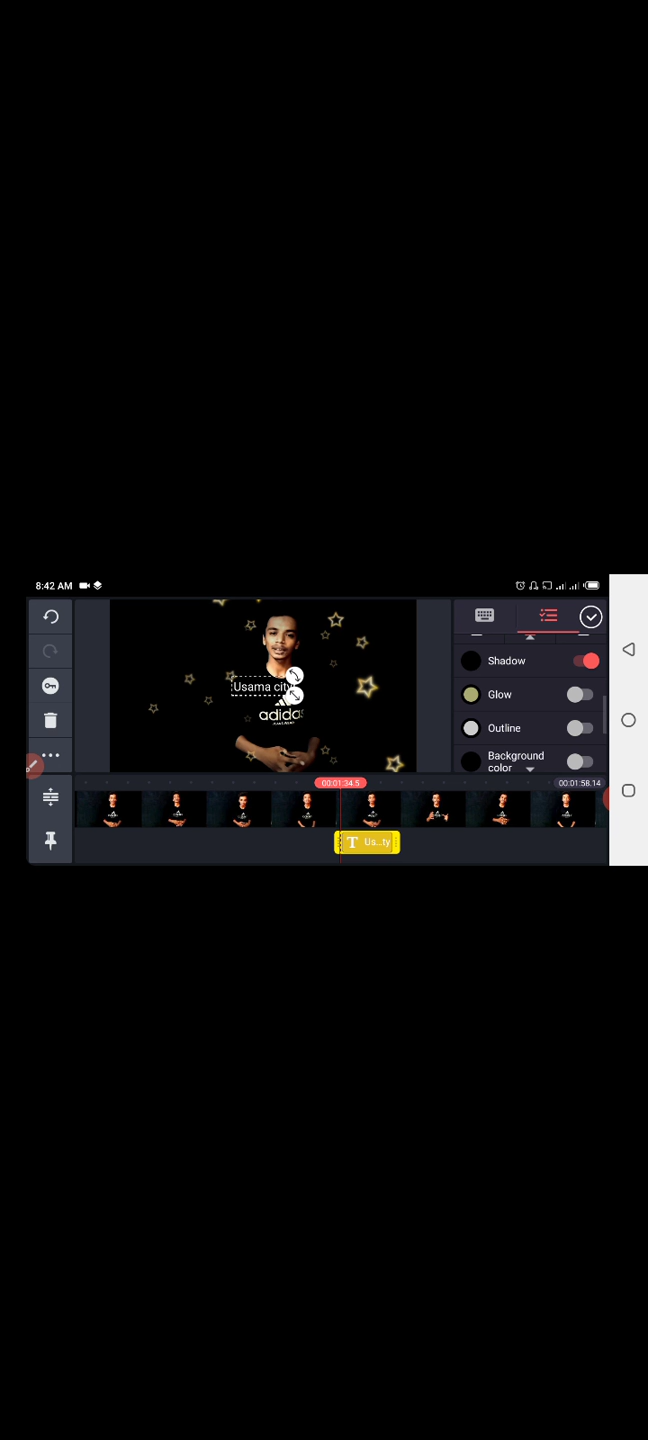 8:42 AM
Usama city
adidas
Shadow
Glow
Outline
Background
color
00:01:34.5
00:01:58.14
T Us...ty